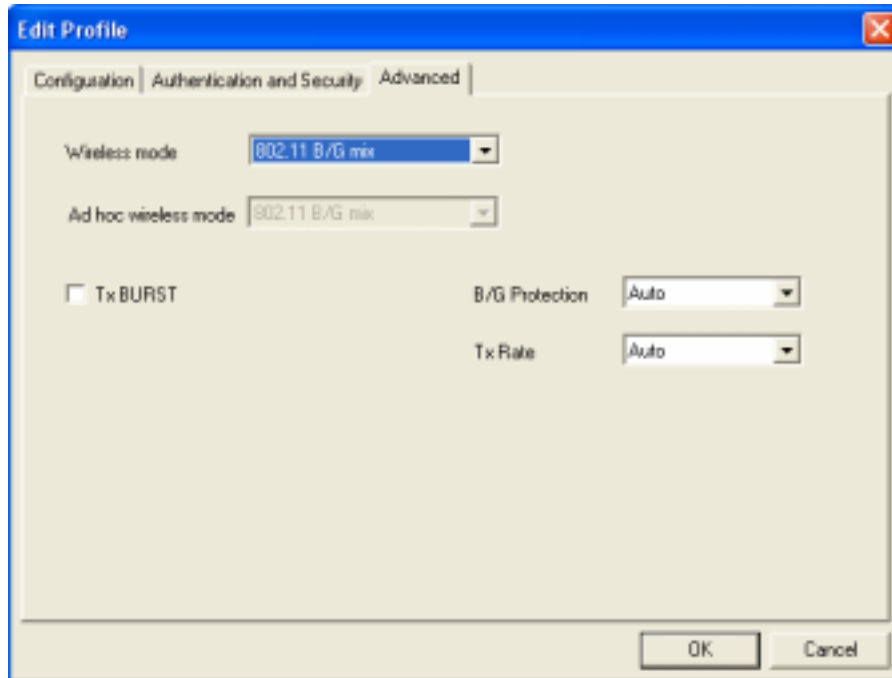 Edit Profile
Configuration Authentication and Security Advanced
Wireless mode 802.11 B/G mix
Ad hoc wireless mode 802.11 B/G mix
Tx BURST B/G Protection Auto
Tx Rate Auto
OK Cancel